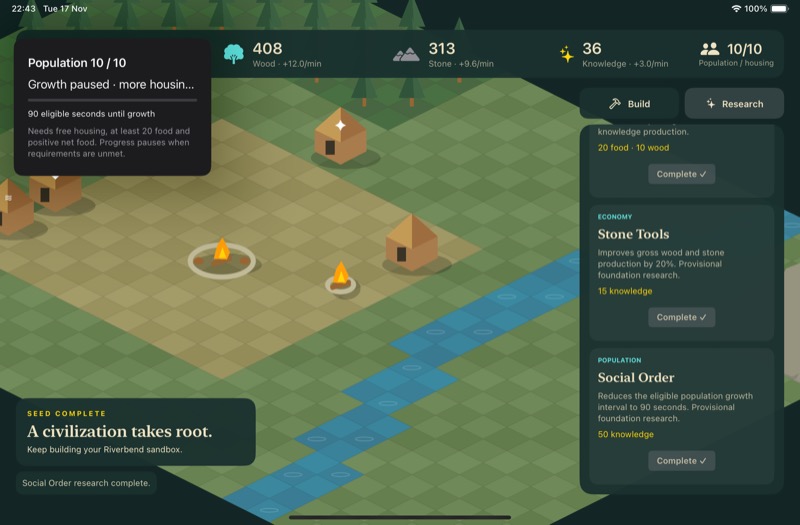 22:43 Tue 17 Nov
100%
Population 10 / 10
Growth paused · more housin...
90 eligible seconds until growth
Needs free housing, at least 20 food and
positive net food. Progress pauses when
requirements are unmet.
408
Wood · +12.0/min
313
Stone · +9.6/min
36
Knowledge · +3.0/min
10/10
Population / housing
Build
Research
knowledge production.
20 food · 10 wood
Complete ✓
ECONOMY
Stone Tools
Improves gross wood and stone
production by 20%. Provisional
foundation research.
15 knowledge
Complete ✓
POPULATION
Social Order
Reduces the eligible population growth
interval to 90 seconds. Provisional
foundation research.
50 knowledge
Complete ✓
SEED COMPLETE
A civilization takes root.
Keep building your Riverbend sandbox.
Social Order research complete.